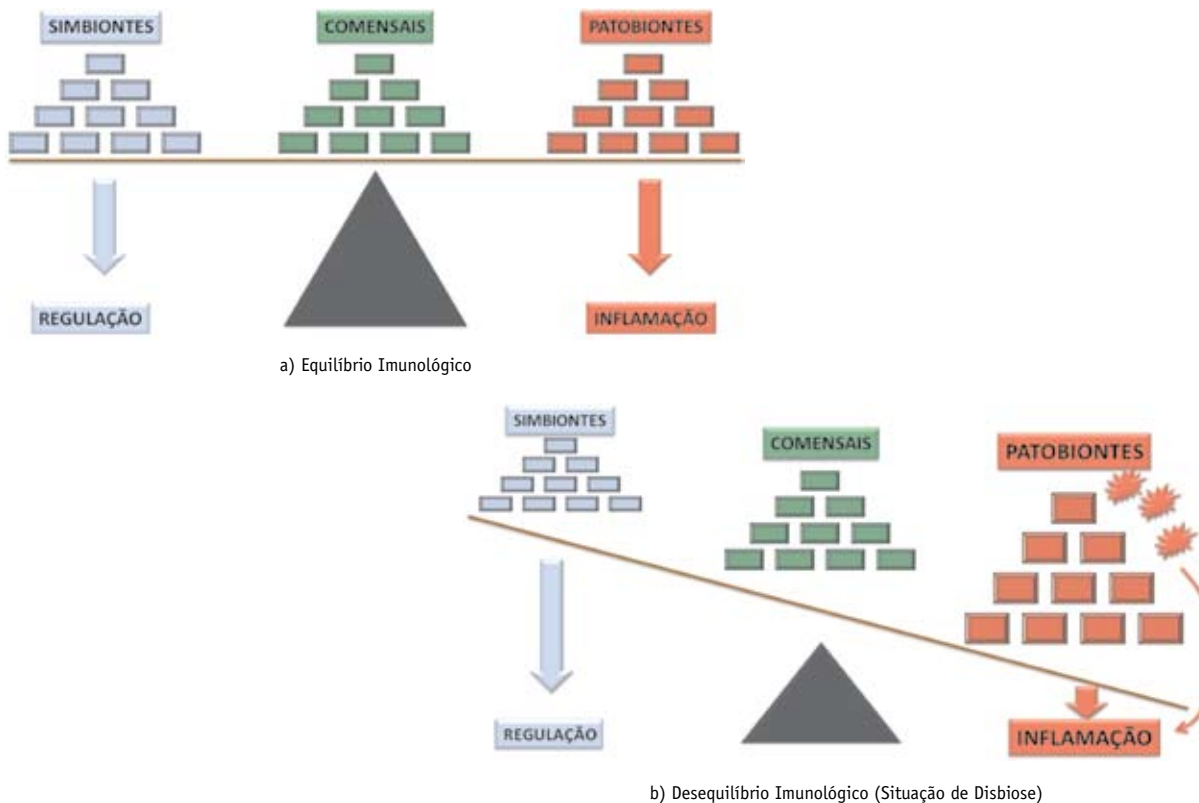 SIMBIONTES
COMENSAIS
PATOBIONTES
REGULAÇÃO
INFLAMAÇÃO
a) Equilíbrio Imunológico
SIMBIONTES
COMENSAIS
PATOBIONTES
REGULAÇÃO
INFLAMAÇÃO
b) Desequilíbrio Imunológico (Situação de Disbiose)